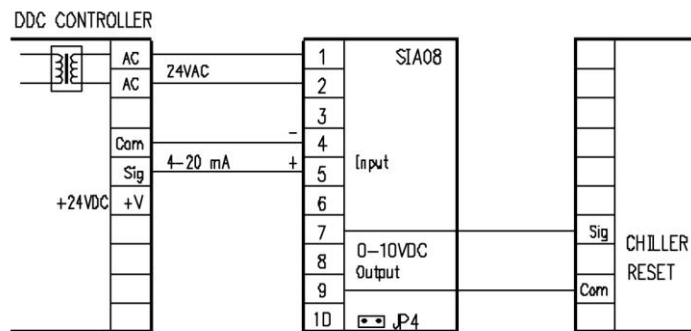 DDC CONTROLLER
AC
AC
Com
Sig
+24VDC
+V
24VAC
-
4-20 mA
+
1
2
3
4
5
6
7
8
9
10
SIA08
Input
0-10VDC
Output
JP4
Sig
Com
CHILLER
RESET